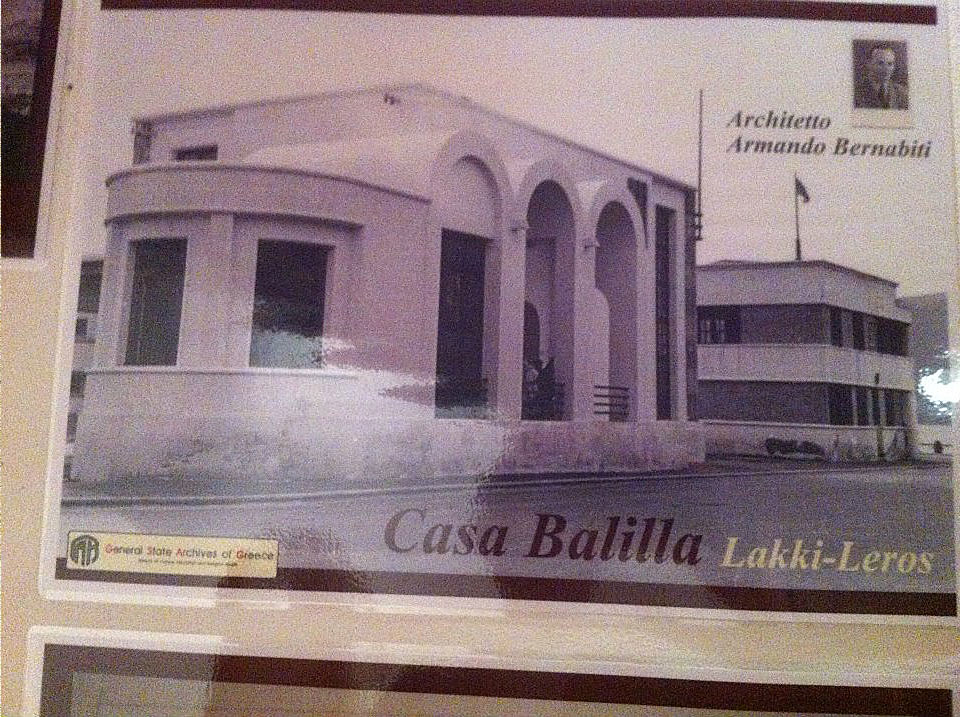 Architetto
Armando Bernabiti
Casa Balilla Lakki-Leros
General State Archives of Greece